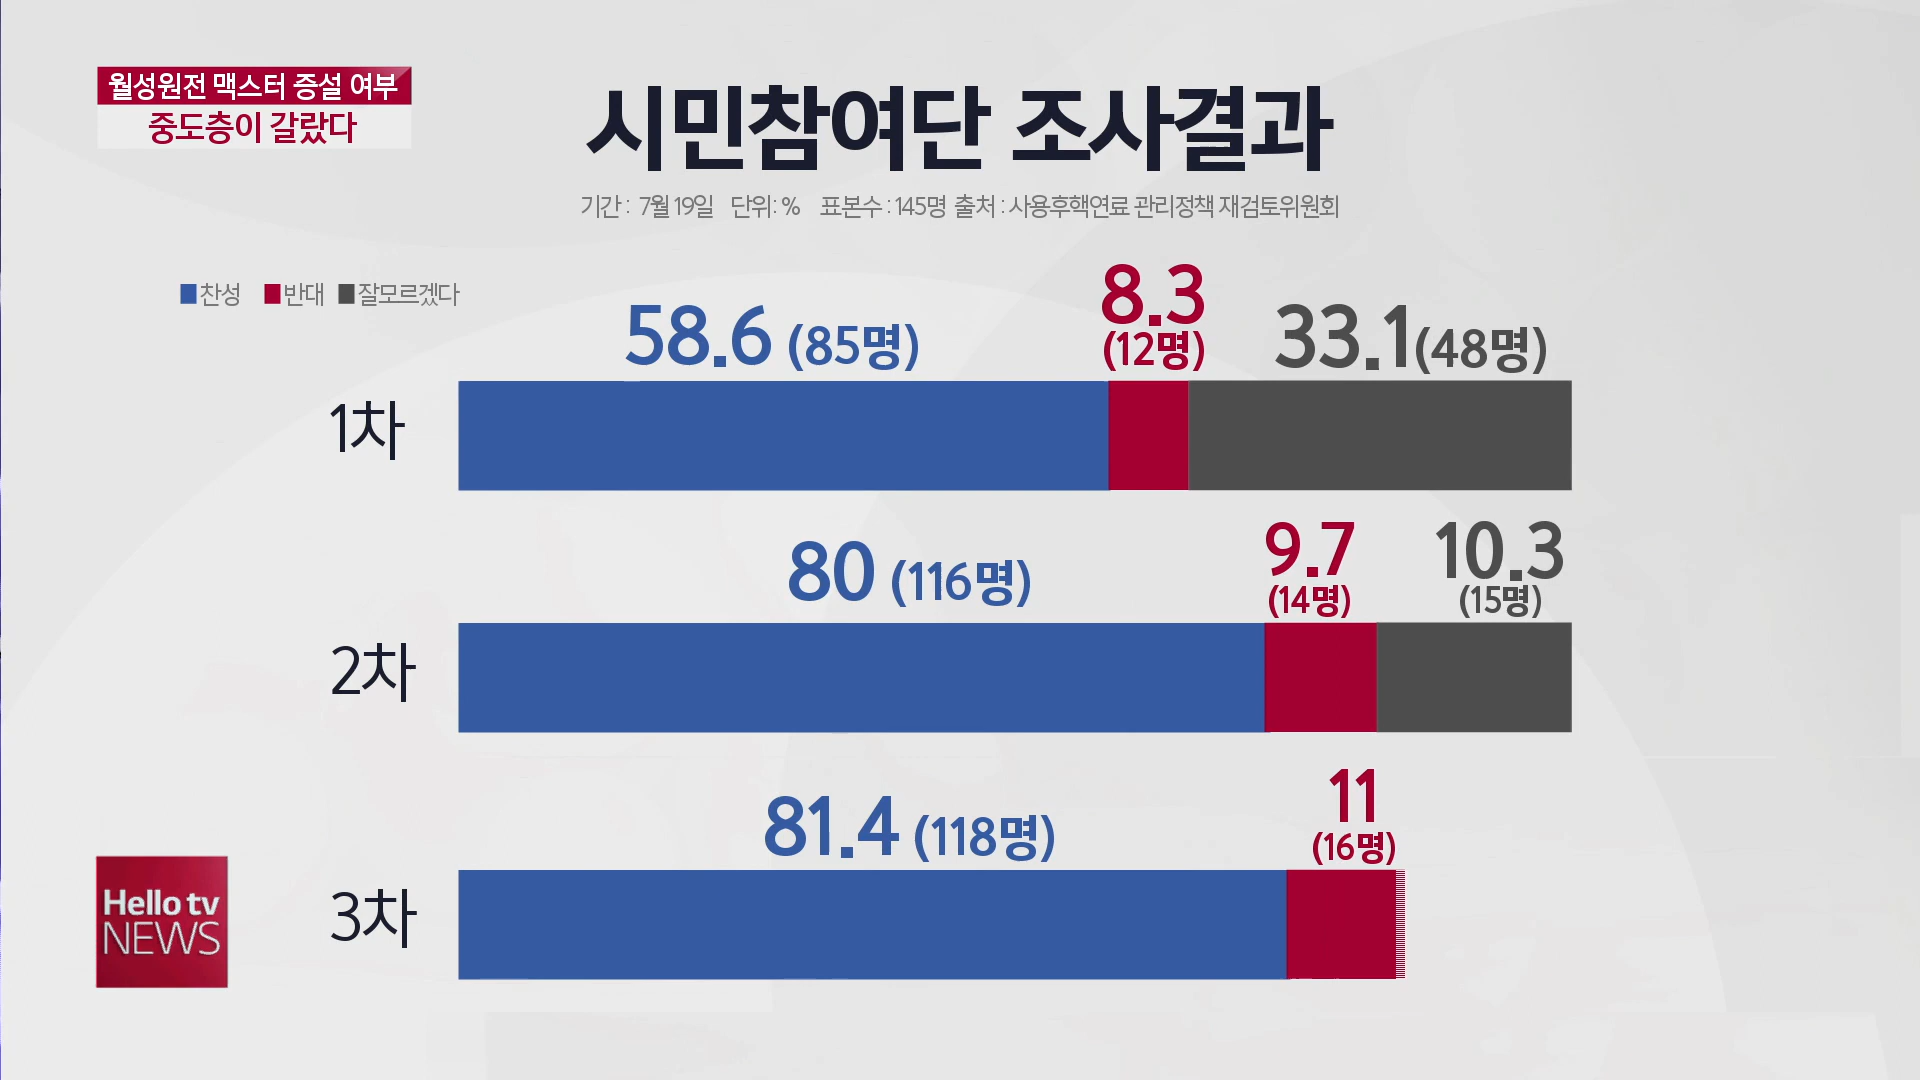 월성원전 맥스터 증설 여부
중도층이 갈랐다
시민참여단 조사결과
기간 : 7월 19일 단위: % 표본수 : 145명 출처 : 사용후핵연료 관리정책 재검토위원회
찬성 반대 잘모르겠다
58.6 (85명)
8.3
(12명)
33.1(48명)
1차
80 (116명)
9.7
(14명)
10.3
(15명)
2차
81.4 (118명)
11
(16명)
3차
Hello tv
NEWS